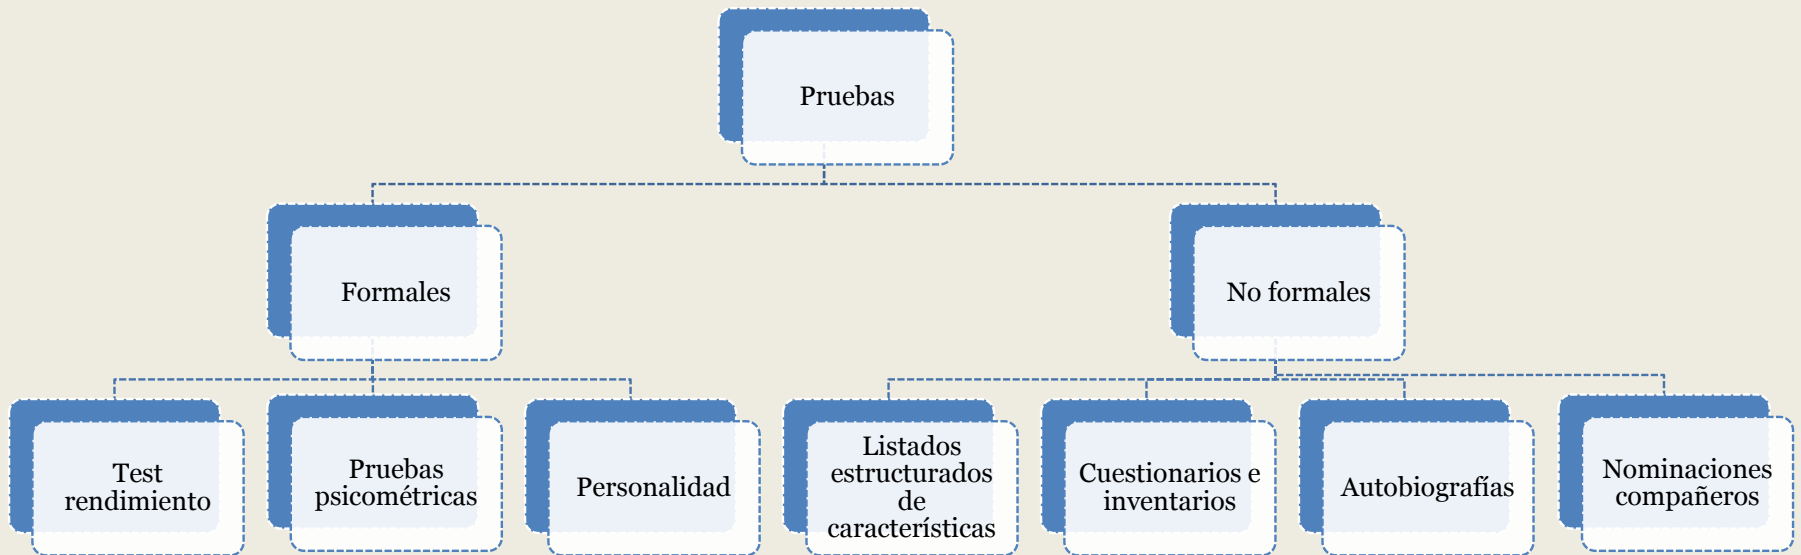 Pruebas
Formales
No formales
Test
rendimiento
Pruebas
psicométricas
Personalidad
Listados
estructurados
de
características
Cuestionarios e
inventarios
Autobiografías
Nominaciones
compañeros